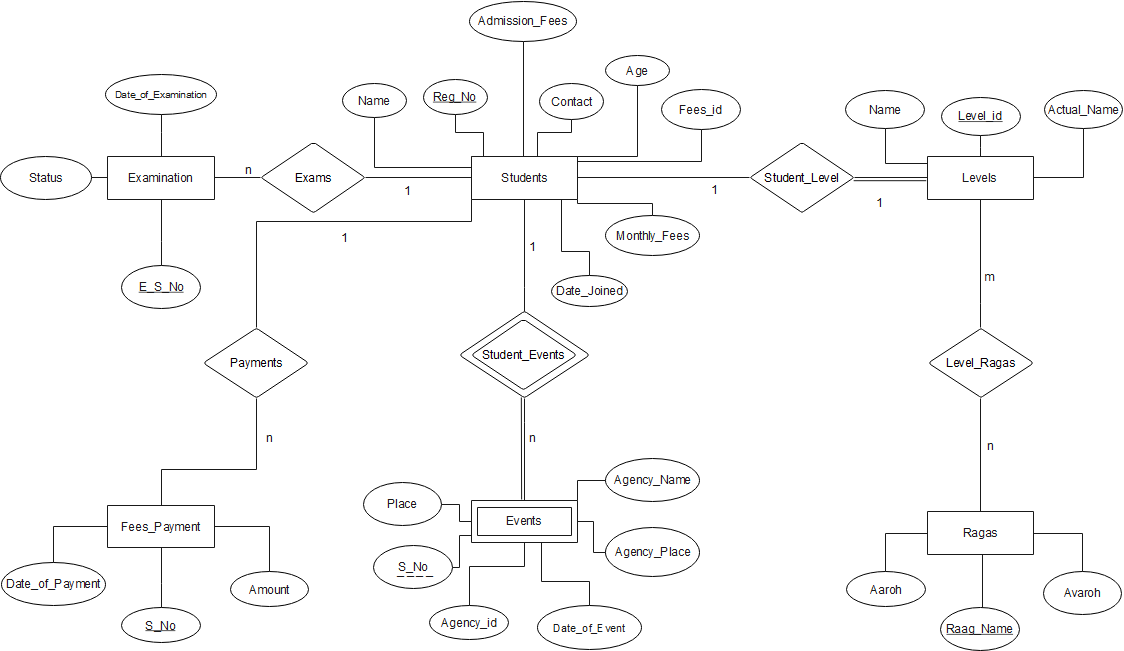 Admission_Fees
Age
Date_of_Examination
Name
Reg_No
Contact
Fees_id
Name
Level_id
Actual_Name
Status
Examination
n
Exams
1
Students
1
Student_Level
1
Levels
Monthly_Fees
1
1
Date_Joined
E_S_No
m
Payments
Student_Events
Level_Ragas
n
n
n
Agency_Name
Place
Events
Fees_Payment
Ragas
Agency_Place
S_No
Date_of_Payment
Amount
Aaroh
Avaroh
S_No
Agency_id
Date_of_Event
Raag_Name